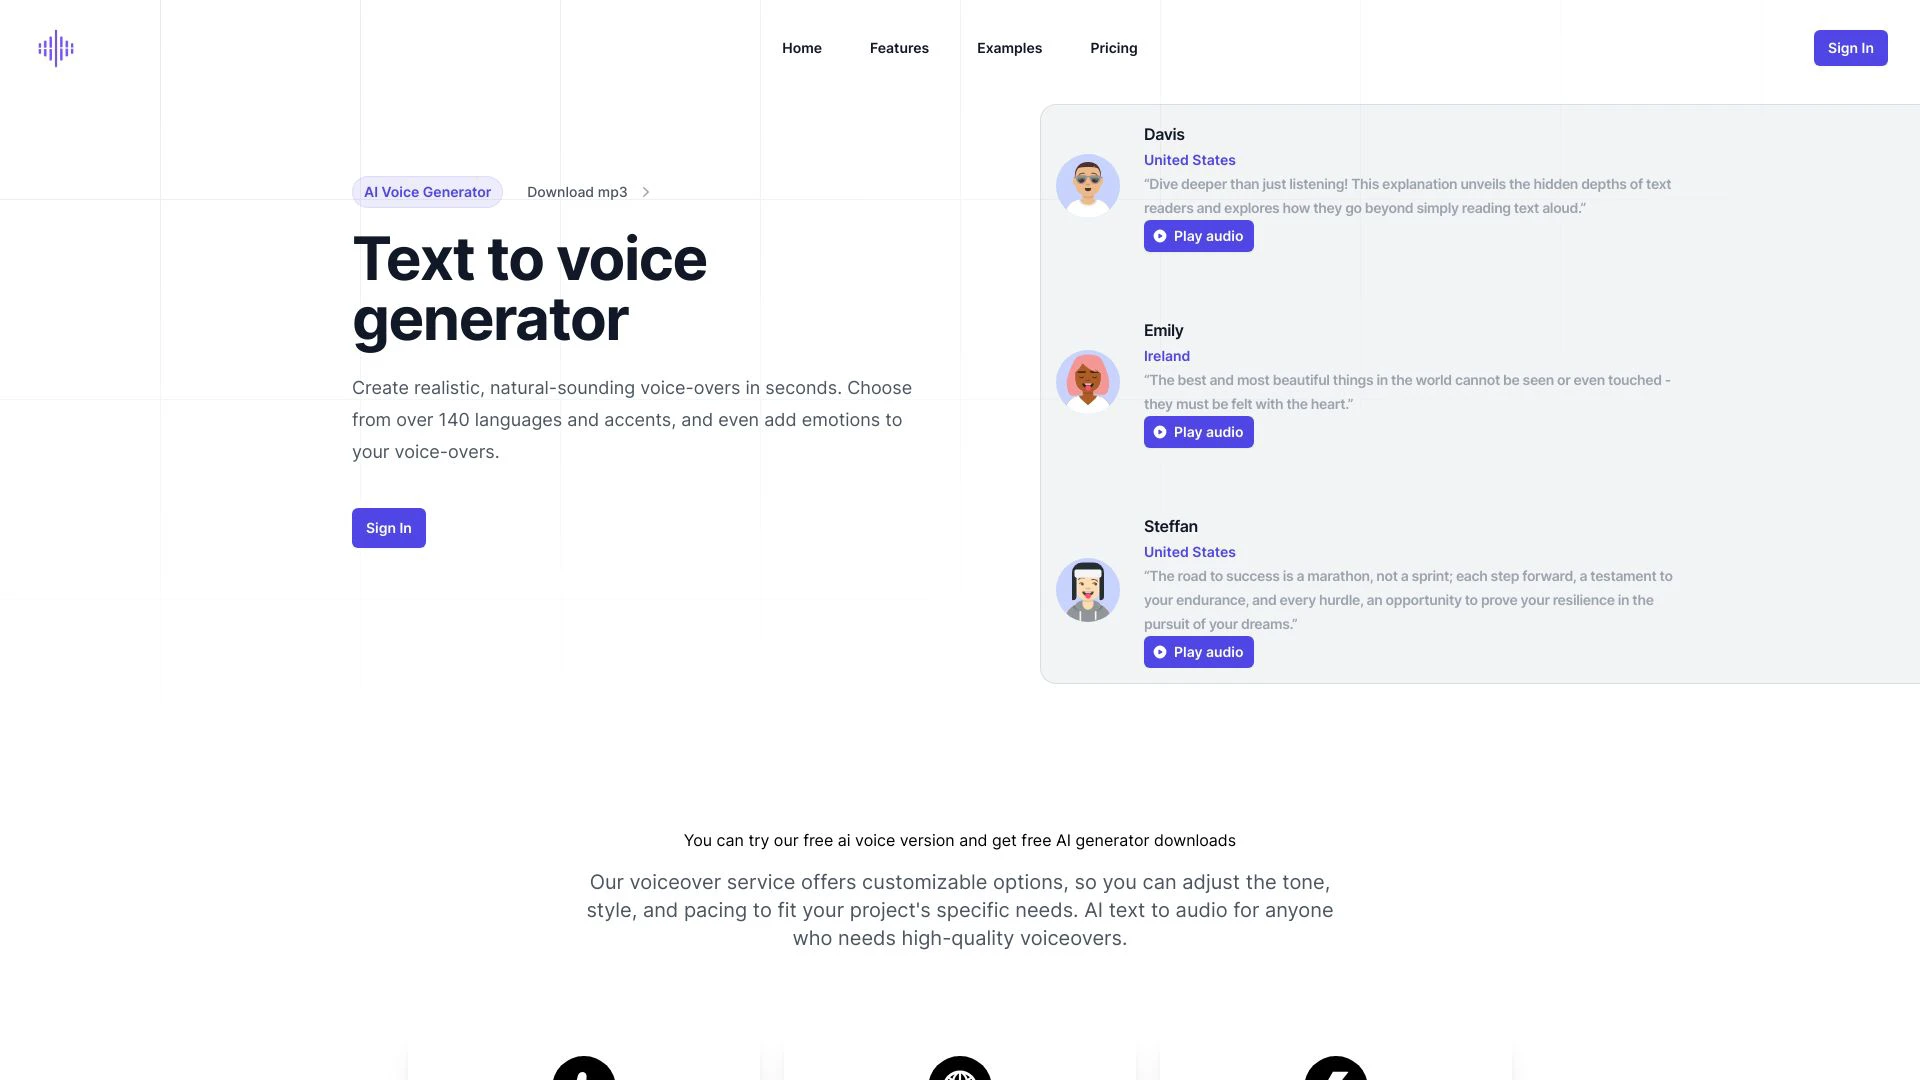 Home Features Examples Pricing Sign In
AI Voice Generator Download mp3
Text to voice
generator
Create realistic, natural-sounding voice-overs in seconds. Choose
from over 140 languages and accents, and even add emotions to
your voice-overs.
Sign In
Davis
United States
“Dive deeper than just listening! This explanation unveils the hidden depths of text
readers and explores how they go beyond simply reading text aloud.”
Play audio
Emily
Ireland
“The best and most beautiful things in the world cannot be seen or even touched -
they must be felt with the heart.”
Play audio
Steffan
United States
“The road to success is a marathon, not a sprint; each step forward, a testament to
your endurance, and every hurdle, an opportunity to prove your resilience in the
pursuit of your dreams.”
Play audio
You can try our free ai voice version and get free AI generator downloads
Our voiceover service offers customizable options, so you can adjust the tone,
style, and pacing to fit your project's specific needs. AI text to audio for anyone
who needs high-quality voiceovers.